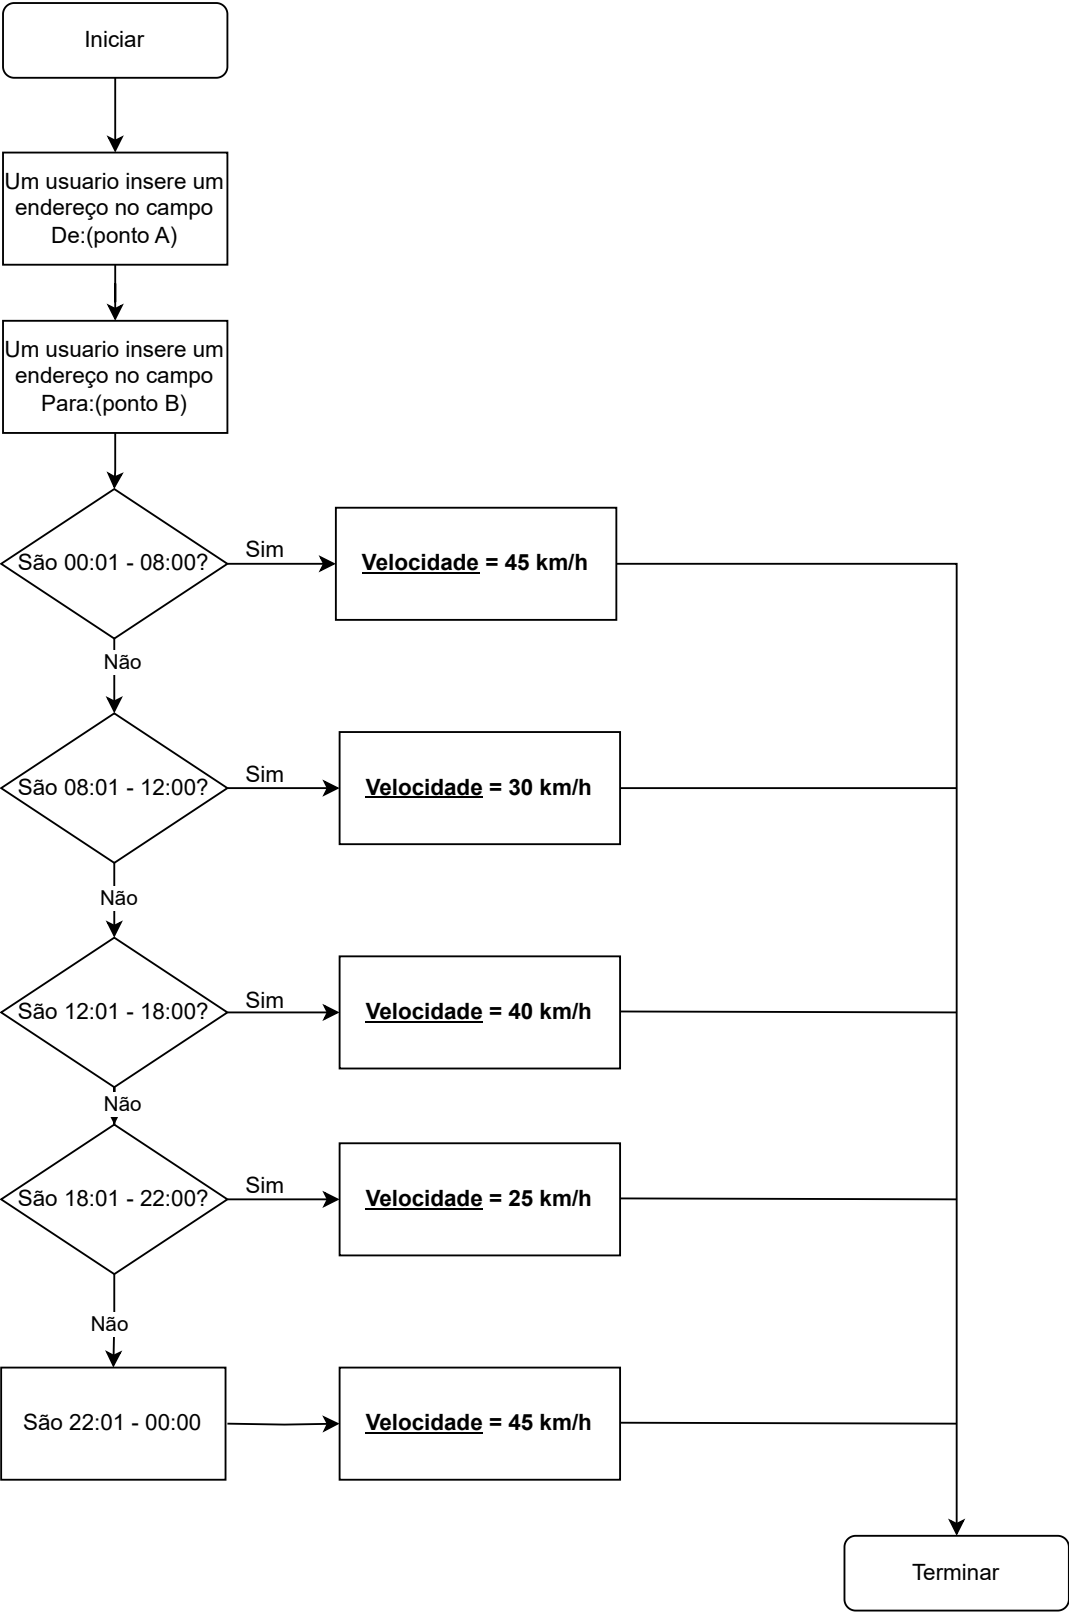 Iniciar
Um usuario insere um
endereço no campo
De:(ponto A)
Um usuario insere um
endereço no campo
Para:(ponto B)
São 00:01 - 08:00?
Sim
Velocidade = 45 km/h
Não
São 08:01 - 12:00?
Sim
Velocidade = 30 km/h
Não
São 12:01 - 18:00?
Sim
Velocidade = 40 km/h
Não
São 18:01 - 22:00?
Sim
Velocidade = 25 km/h
Não
São 22:01 - 00:00
Velocidade = 45 km/h
Terminar